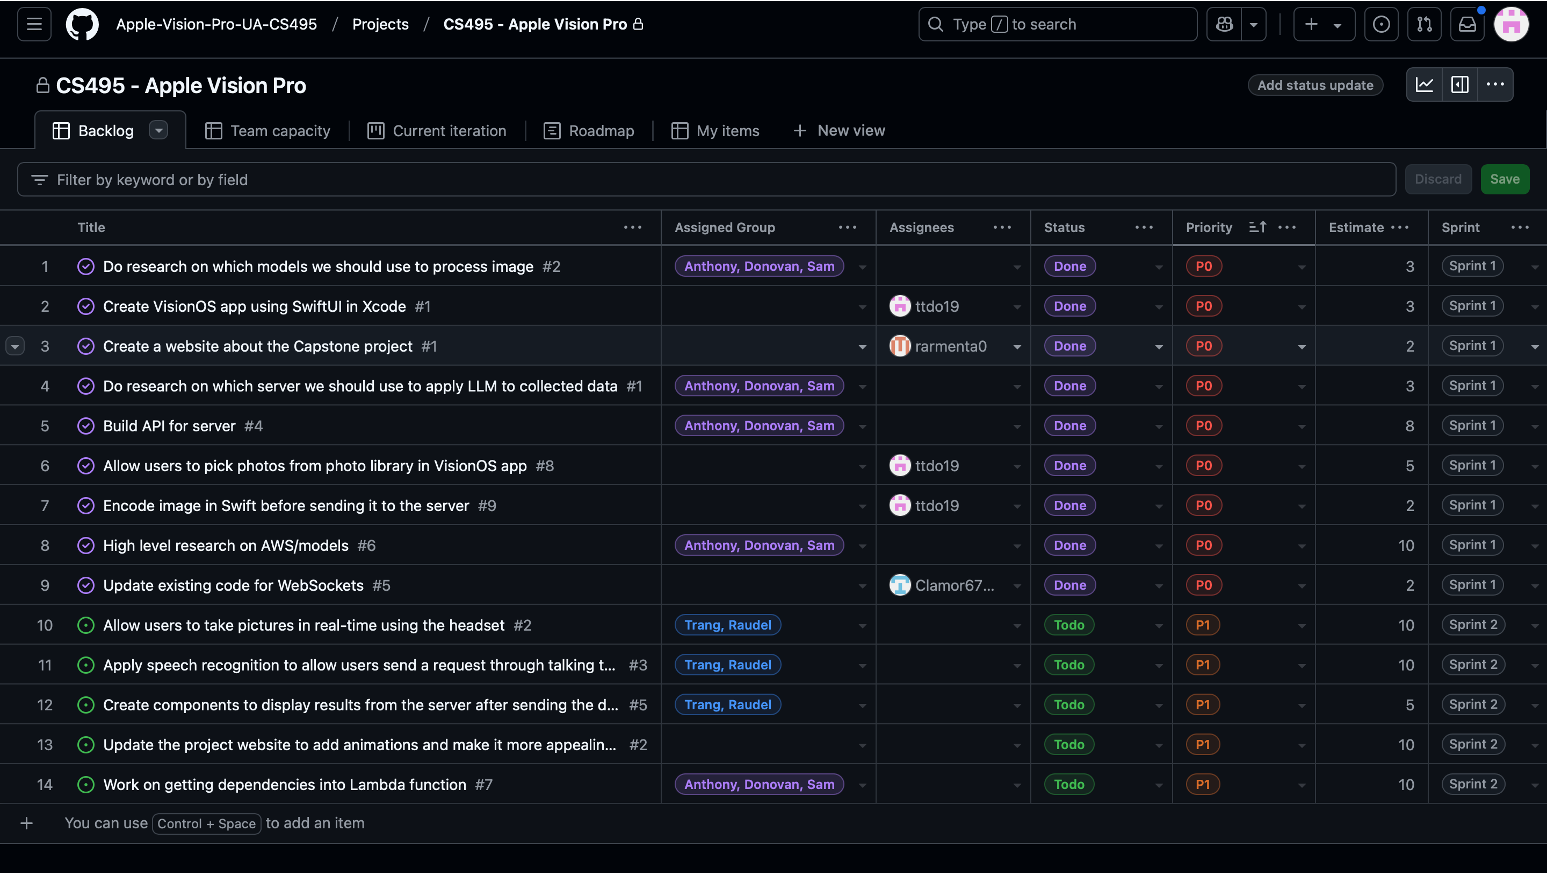 Apple-Vision-Pro-UA-CS495 / Projects / CS495 - Apple Vision Pro Type / to search
CS495 - Apple Vision Pro Add status update
Backlog Team capacity Current iteration Roadmap My items + New view
Filter by keyword or by field Discard Save
Title Assigned Group Assignees Status Priority Estimate Sprint
1 Do research on which models we should use to process image #2 Anthony, Donovan, Sam Done P0 3 Sprint 1
2 Create VisionOS app using SwiftUI in Xcode #1 ttdo19 Done P0 3 Sprint 1
3 Create a website about the Capstone project #1 rarmenta0 Done P0 2 Sprint 1
4 Do research on which server we should use to apply LLM to collected data #1 Anthony, Donovan, Sam Done P0 3 Sprint 1
5 Build API for server #4 Anthony, Donovan, Sam Done P0 8 Sprint 1
6 Allow users to pick photos from photo library in VisionOS app #8 ttdo19 Done P0 5 Sprint 1
7 Encode image in Swift before sending it to the server #9 ttdo19 Done P0 2 Sprint 1
8 High level research on AWS/models #6 Anthony, Donovan, Sam Done P0 10 Sprint 1
9 Update existing code for WebSockets #5 Clamor67... Done P0 2 Sprint 1
10 Allow users to take pictures in real-time using the headset #2 Trang, Raudel Todo P1 10 Sprint 2
11 Apply speech recognition to allow users send a request through talking t... #3 Trang, Raudel Todo P1 10 Sprint 2
12 Create components to display results from the server after sending the d... #5 Trang, Raudel Todo P1 5 Sprint 2
13 Update the project website to add animations and make it more appealin... #2 Todo P1 10 Sprint 2
14 Work on getting dependencies into Lambda function #7 Anthony, Donovan, Sam Todo P1 10 Sprint 2
+ You can use Control + Space to add an item